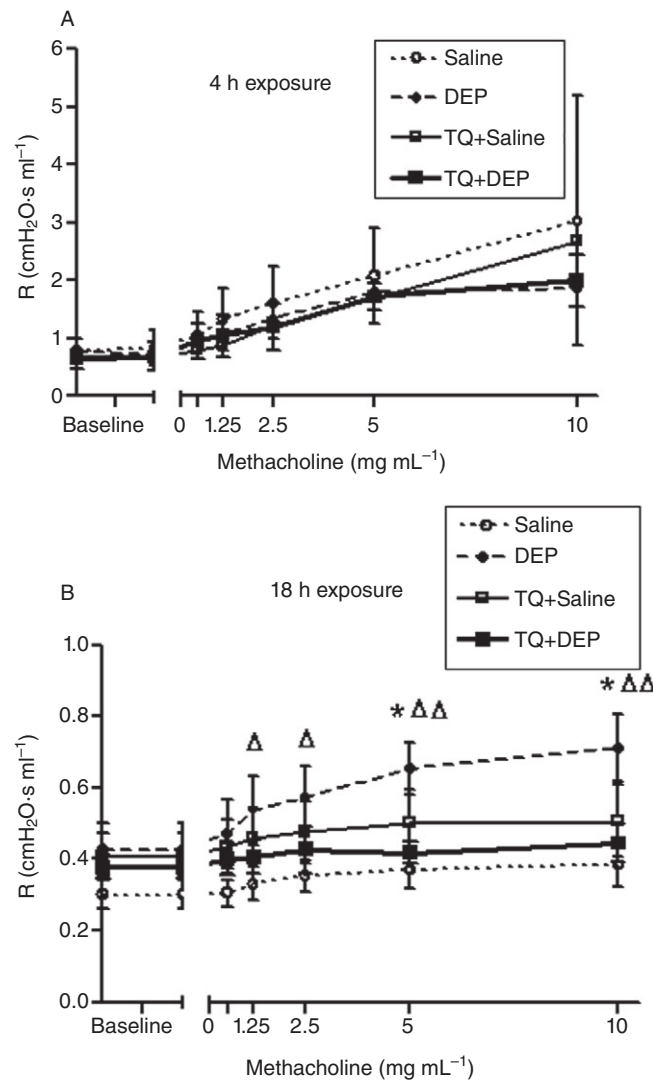 A
6
5
4
3
2
1
0
R (cmH₂O·s ml⁻¹)
4 h exposure
Saline
DEP
TQ+Saline
TQ+DEP
Baseline
0 1.25 2.5 5 10
Methacholine (mg mL⁻¹)
B
18 h exposure
Saline
DEP
TQ+Saline
TQ+DEP
1.0
0.8
0.6
0.4
0.2
0.0
R (cmH₂O·s ml⁻¹)
Δ Δ * Δ Δ * Δ Δ
Baseline
0 1.25 2.5 5 10
Methacholine (mg mL⁻¹)